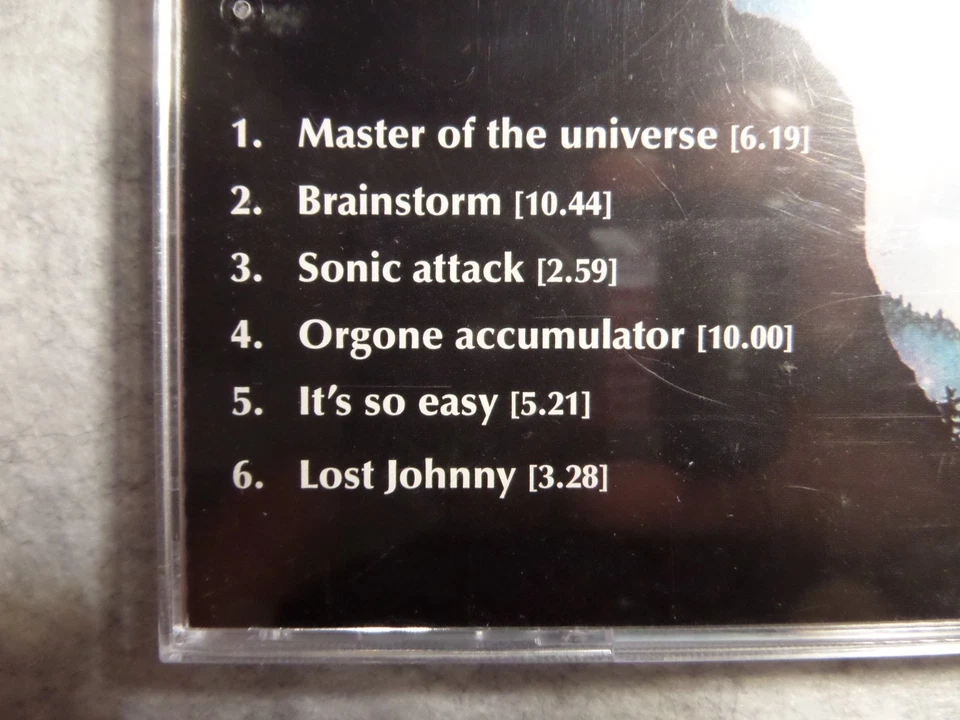 1. Master of the universe [6.19]
2. Brainstorm [10.44]
3. Sonic attack [2.59]
4. Orgone accumulator [10.00]
5. It's so easy [5.21]
6. Lost Johnny [3.28]